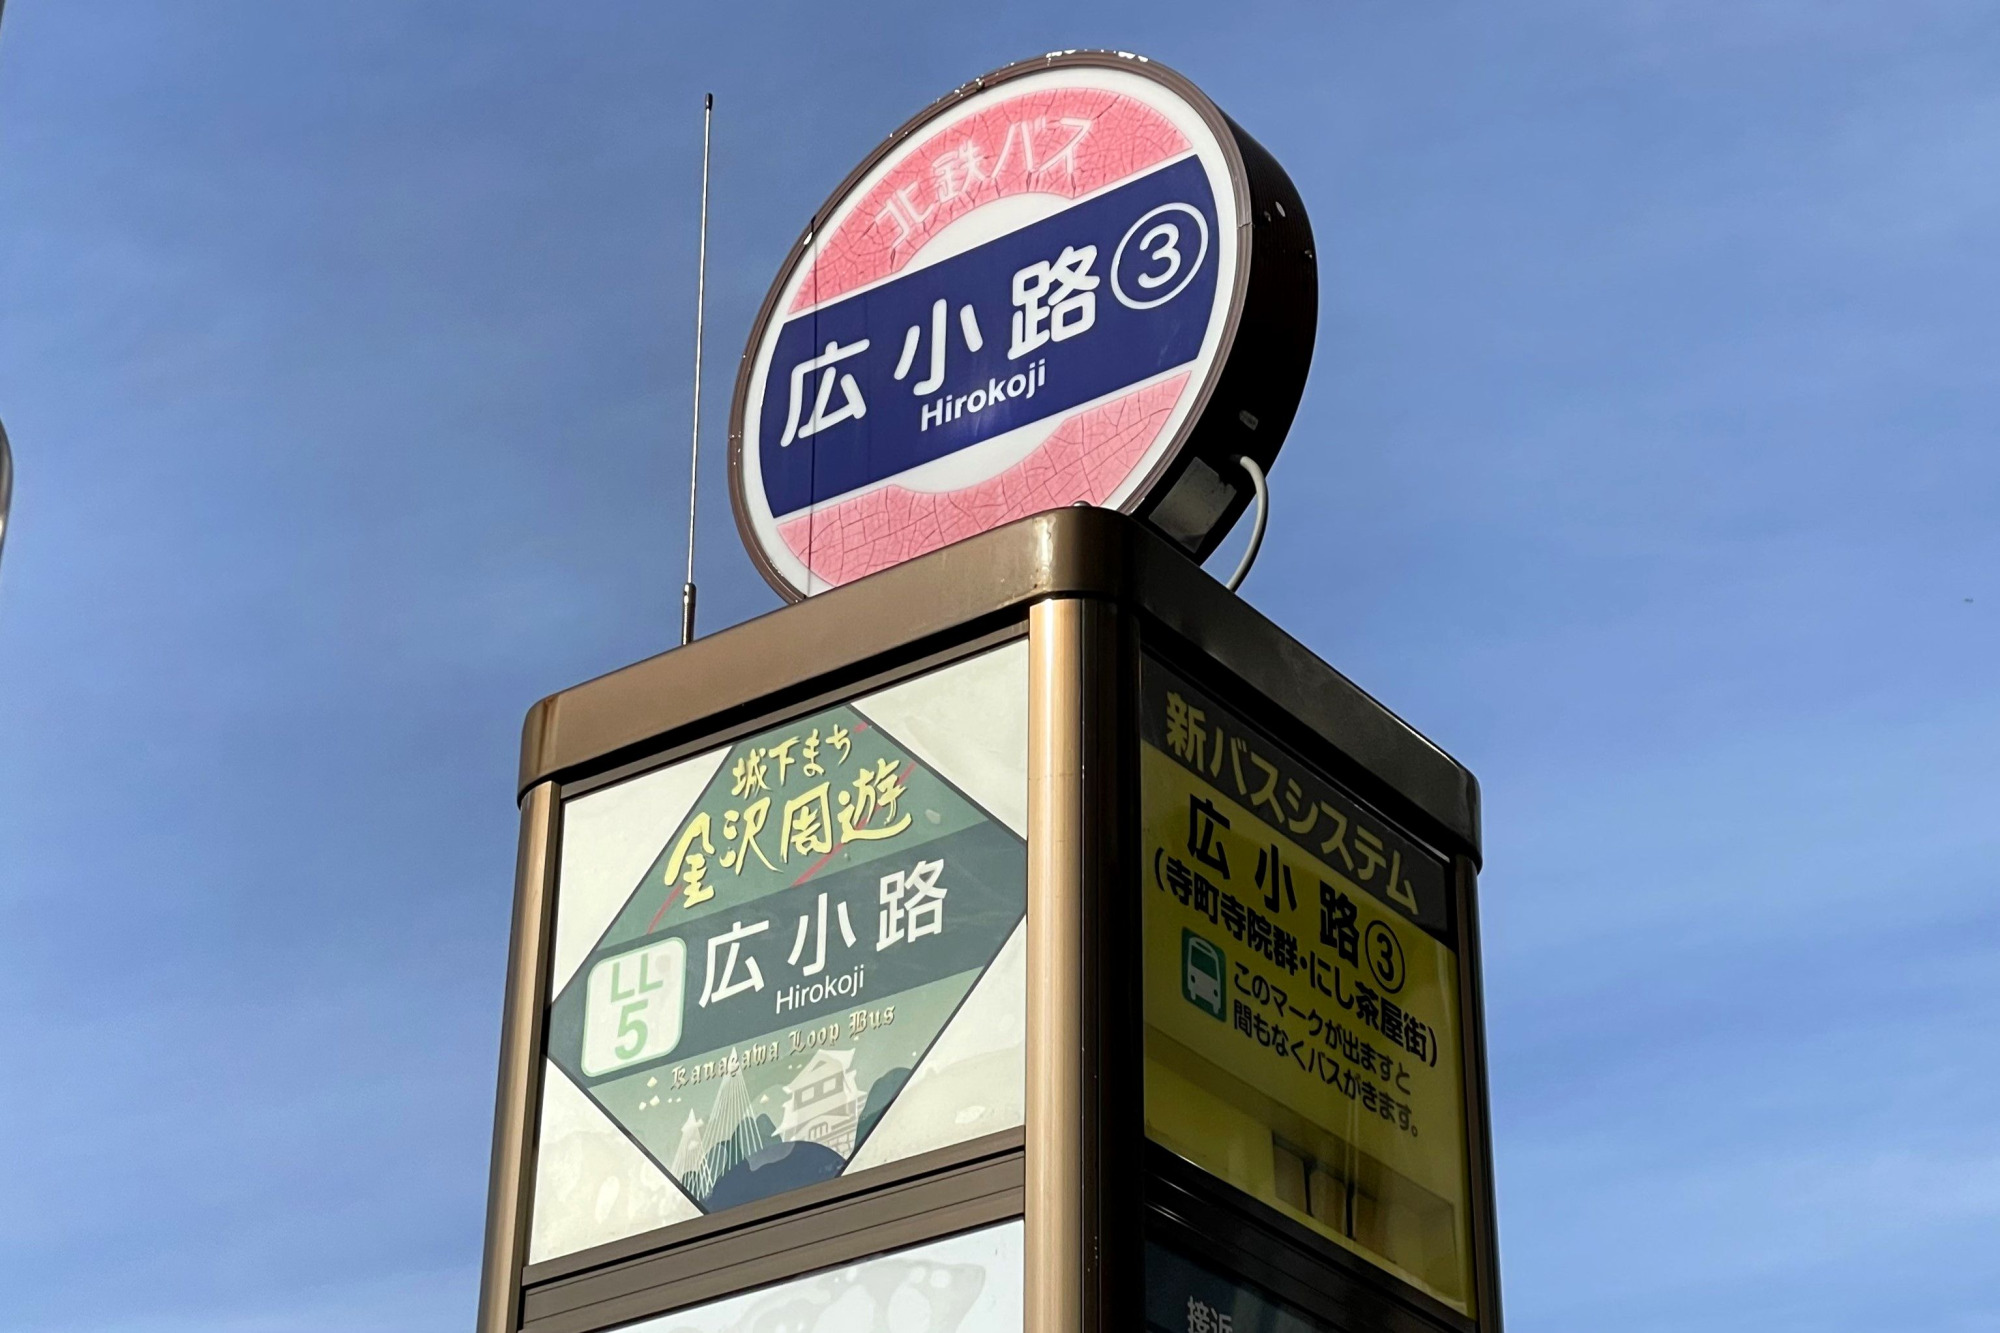 北鉄バス
広小路③
Hirokoji
城下まち
金沢周遊
広小路
LL
5
Hirokoji
Kanazawa Loop Bus
新バスシステム
広小路③
(寺町寺院群・にし茶屋街)
このマークが出ますと
間もなくバスがきます。
接近